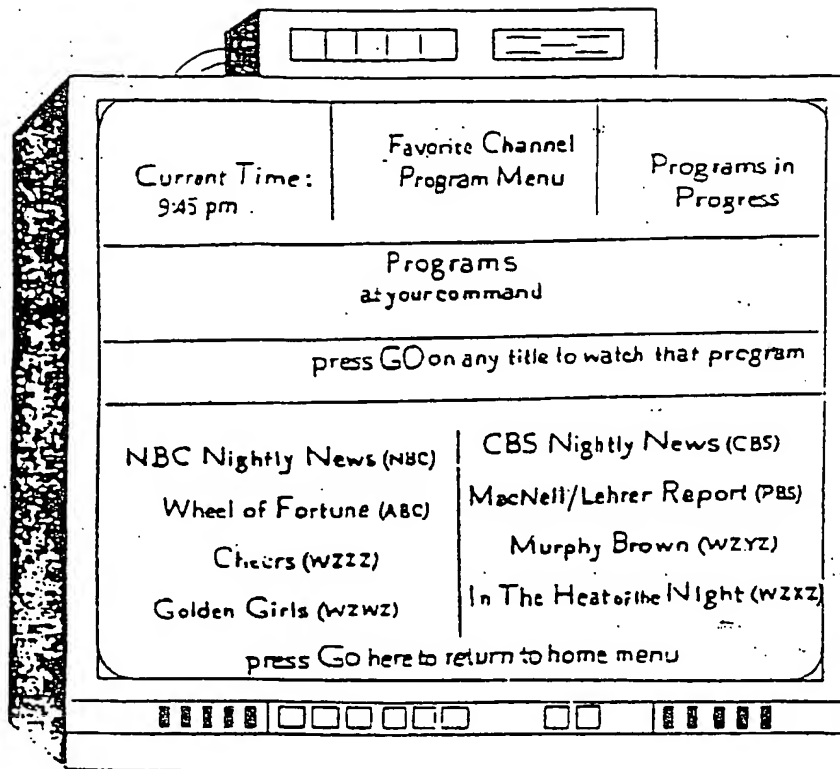 Current Time:
9:45 pm
Favorite Channel
Program Menu
Programs in
Progress
Programs
at your command
press GO on any title to watch that program
NBC Nightly News (NBC)
Wheel of Fortune (ABC)
Cheers (WZZZ)
Golden Girls (WZWZ)
CBS Nightly News (CBS)
MacNeil/Lehrer Report (PBS)
Murphy Brown (WZYZ)
In The Heat of the Night (WZXZ)
press Go here to return to home menu